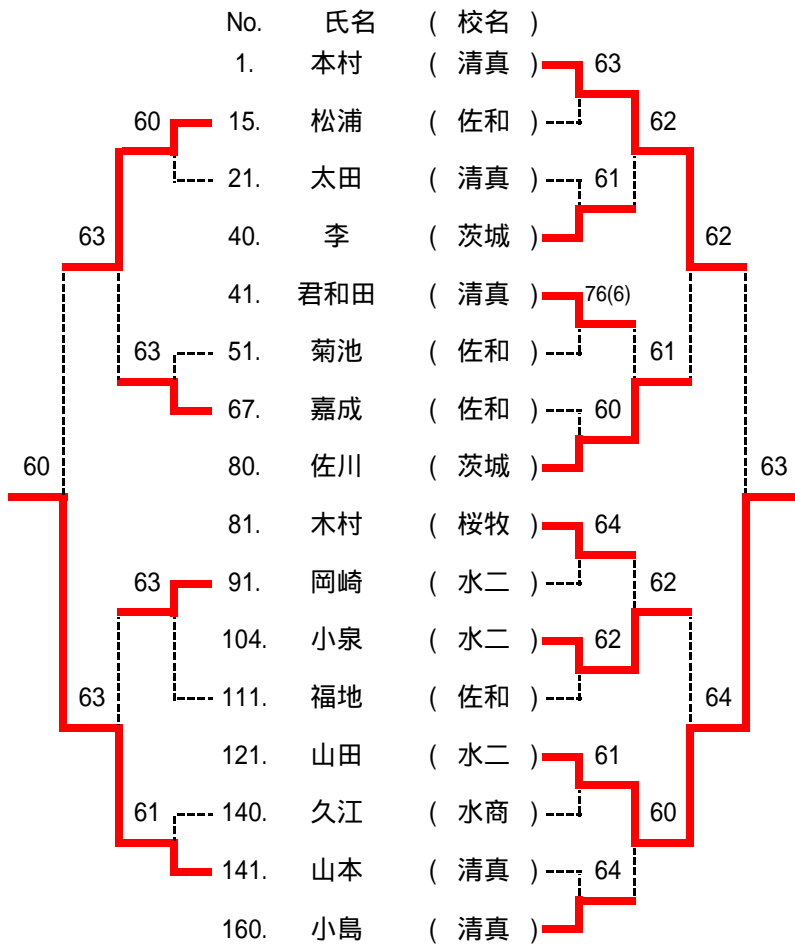 No. 氏名 ( 校名 )
1. 本村 ( 清真 ) 63
60 15. 松浦 ( 佐和 ) 62
21. 太田 ( 清真 ) 61
63 40. 李 ( 茨城 ) 62
41. 君和田 ( 清真 ) 76(6)
63 51. 菊池 ( 佐和 ) 61
67. 嘉成 ( 佐和 ) 60
60 80. 佐川 ( 茨城 ) 63
81. 木村 ( 桜牧 ) 64
63 91. 岡崎 ( 水二 ) 62
104. 小泉 ( 水二 ) 62
63 111. 福地 ( 佐和 ) 64
121. 山田 ( 水二 ) 61
61 140. 久江 ( 水商 ) 60
141. 山本 ( 清真 ) 64
160. 小島 ( 清真 )